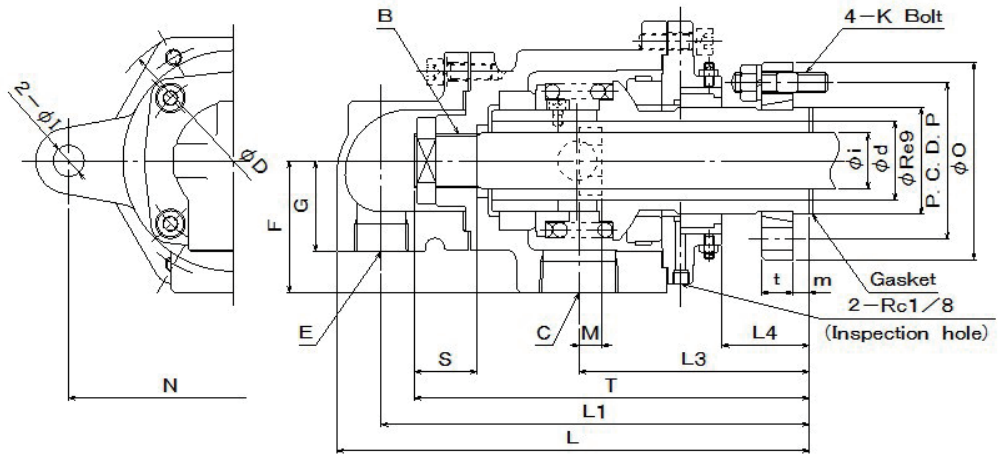 B
4-K Bolt
2-φI
φD
F
G
φi
φd
φRe9
P.C.D.P
φO
t
m
Gasket
2-Rc1/8
(Inspection hole)
E
C
M
L4
S
L3
N
T
L1
L